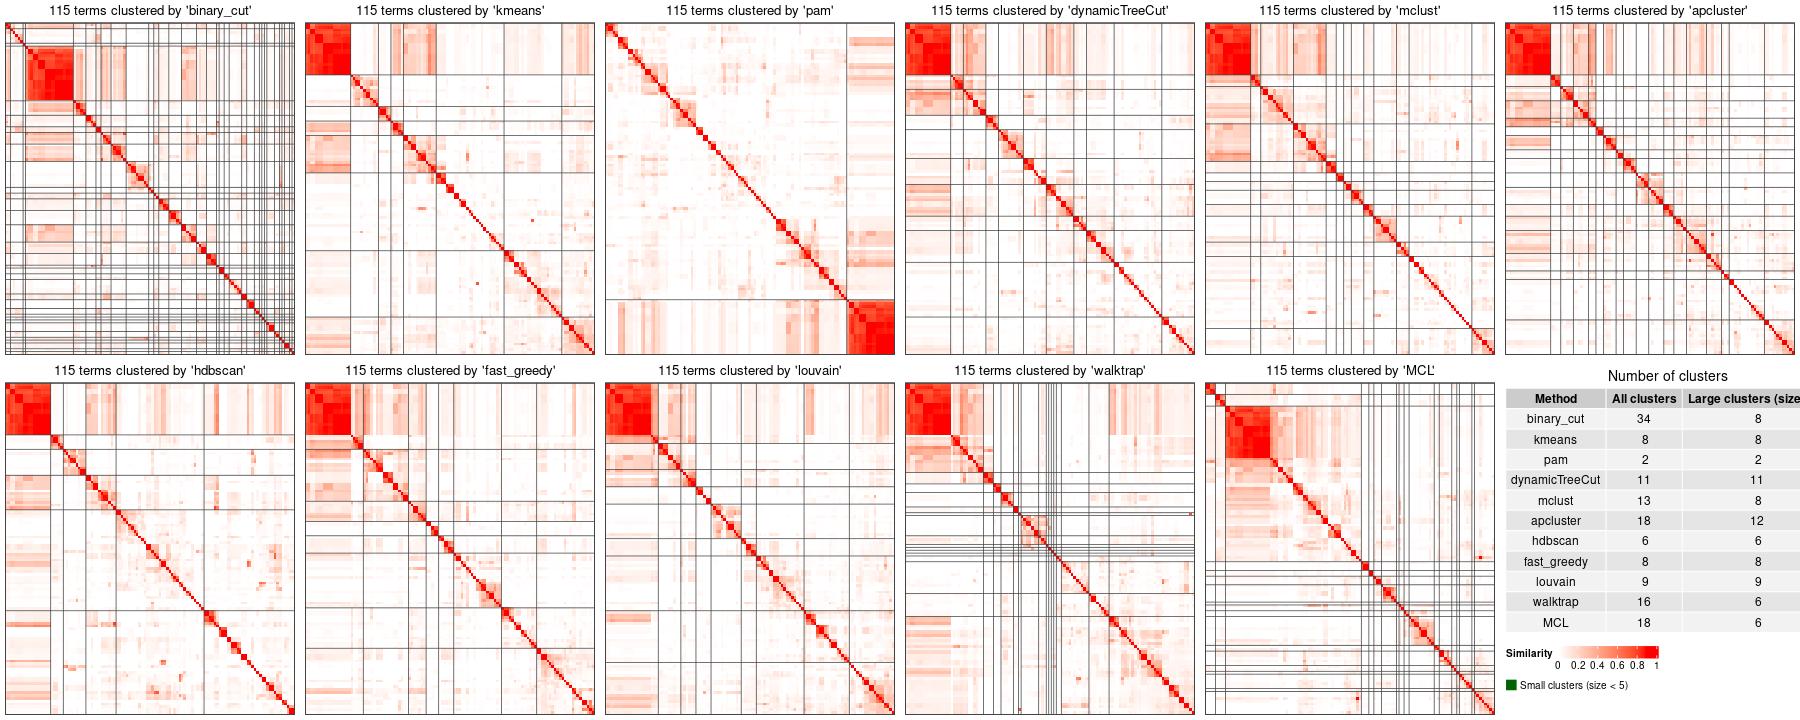 115 terms clustered by 'binary_cut'
115 terms clustered by 'kmeans'
115 terms clustered by 'pam'
115 terms clustered by 'dynamicTreeCut'
115 terms clustered by 'mclust'
115 terms clustered by 'apcluster'
115 terms clustered by 'hdbscan'
115 terms clustered by 'fast_greedy'
115 terms clustered by 'louvain'
115 terms clustered by 'walktrap'
115 terms clustered by 'MCL'
Number of clusters
Method All clusters Large clusters (size
binary_cut 34 8
kmeans 8 8
pam 2 2
dynamicTreeCut 11 11
mclust 13 8
apcluster 18 12
hdbscan 6 6
fast_greedy 8 8
louvain 9 9
walktrap 16 6
MCL 18 6
Similarity
0 0.2 0.4 0.6 0.8 1
Small clusters (size < 5)